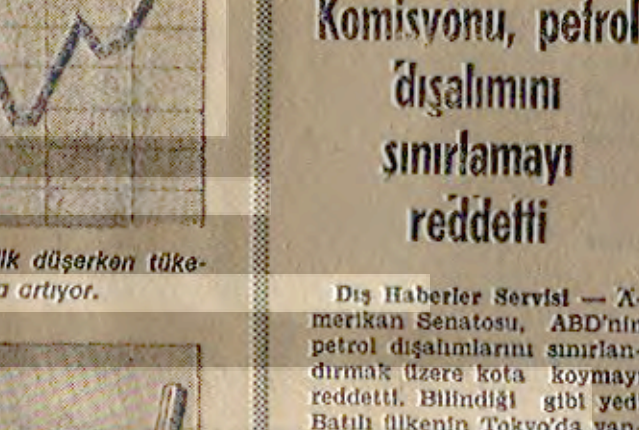 Komisyonu, petrol
dışalımını
sınırlamayı
reddetti
düşerken tüke-
artıyor.
Dış Haberler Servisi — A-
merikan Senatosu, ABD'nin
petrol dışalımlarını sınırlan-
dırmak üzere kota koymayı
reddetti. Bilindiği gibi yedi
Batılı ülkenin Tokyo'da